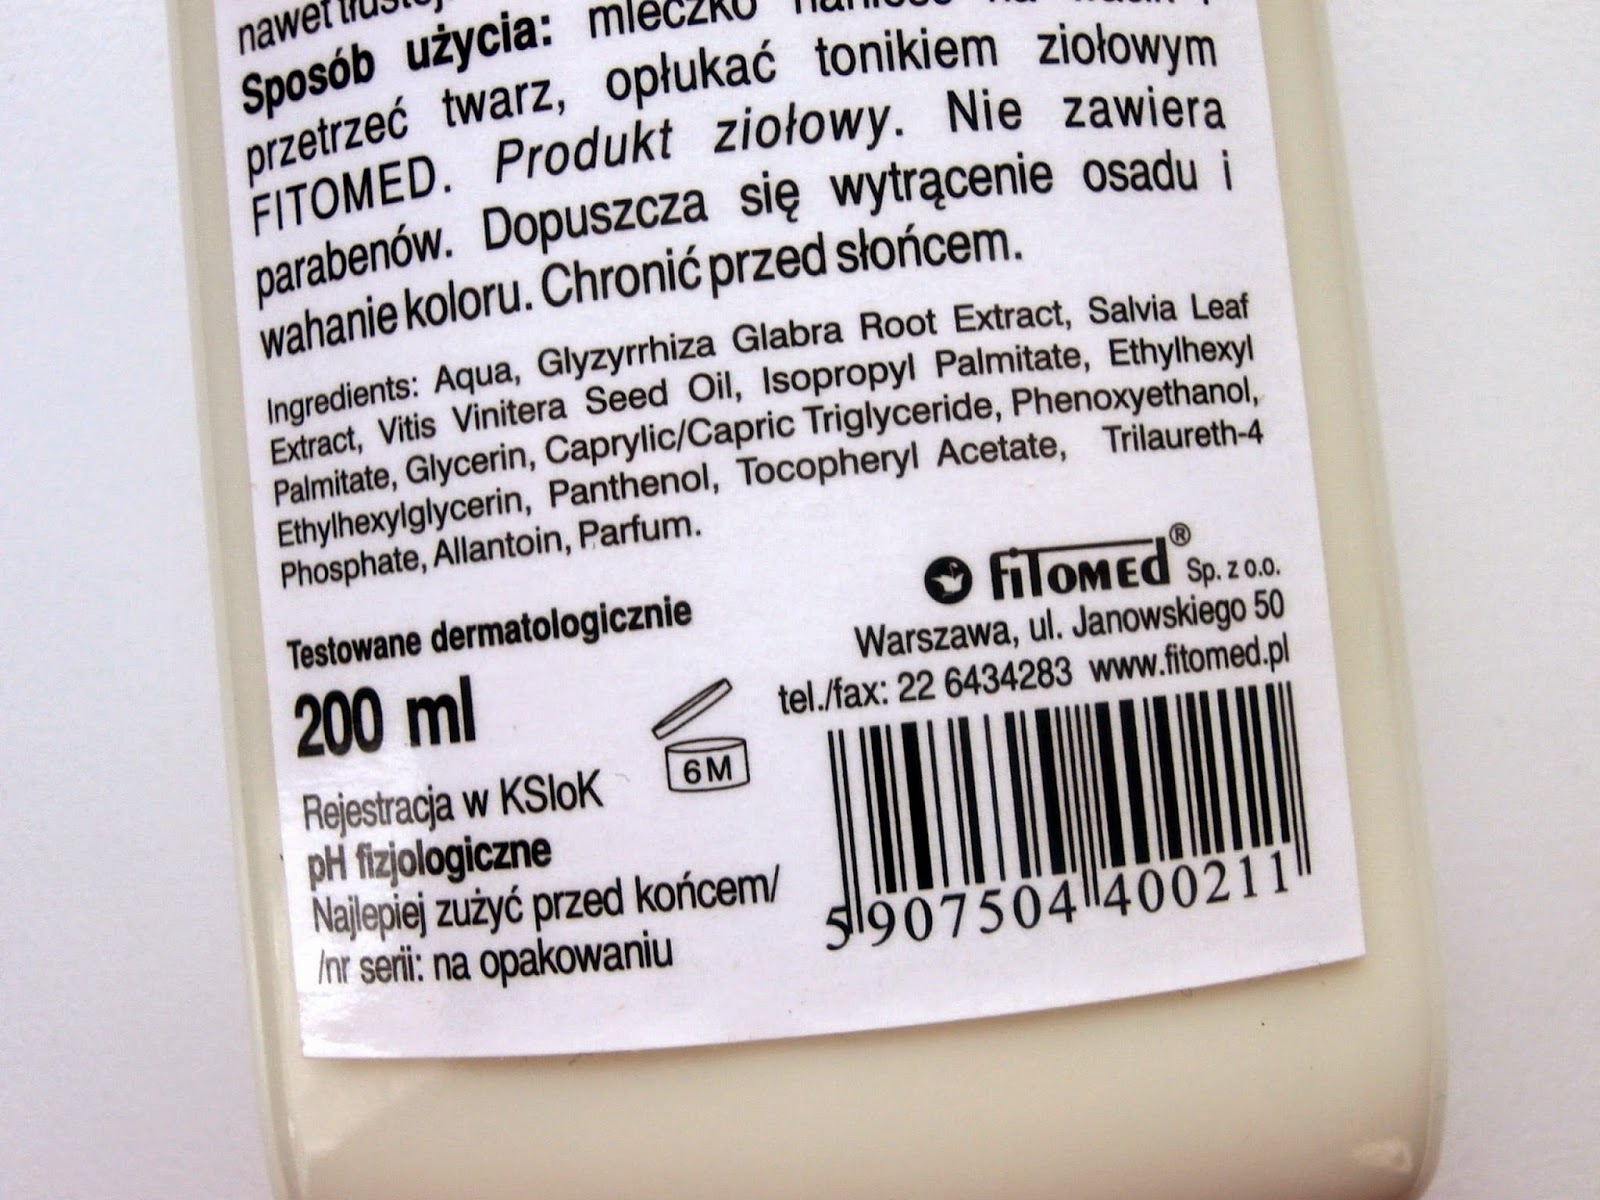 nawet
Sposób użycia: mleczko
przetrzeć twarz, opłukać tonikiem ziołowym
FITOMED. Produkt ziołowy. Nie zawiera
parabenów. Dopuszcza się wytrącenie osadu i
wahanie koloru. Chronić przed słońcem.
Ingredients: Aqua, Glyzyrrhiza Glabra Root Extract, Salvia Leaf
Extract, Vitis Vinitera Seed Oil, Isopropyl Palmitate, Ethylhexyl
Palmitate, Glycerin, Caprylic/Capric Triglyceride, Phenoxyethanol,
Ethylhexylglycerin, Panthenol, Tocopheryl Acetate, Trilaureth-4
Phosphate, Allantoin, Parfum.
FITOMED® Sp. z o.o.
Warszawa, ul. Janowskiego 50
tel./fax: 22 6434283 www.fitomed.pl
Testowane dermatologicznie
200 ml
6M
Rejestracja w KSIoK
pH fizjologiczne
Najlepiej zużyć przed końcem/
/nr serii: na opakowaniu
5 907504 400211